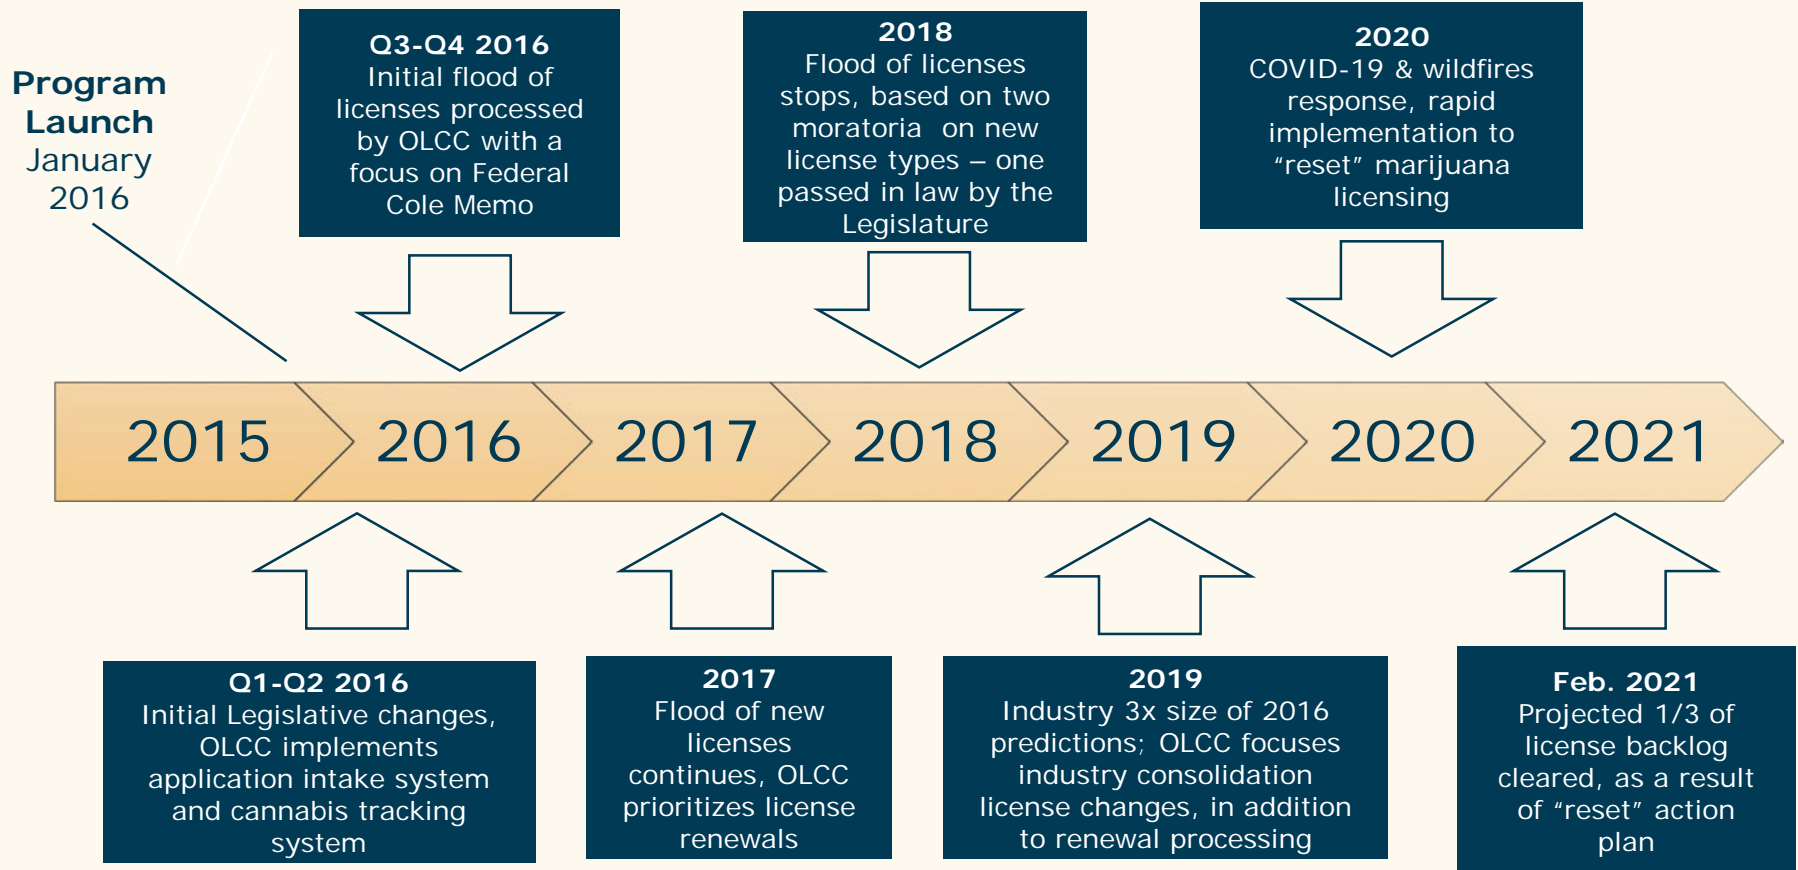 Program
Launch
January
2016
Q3-Q4 2016
Initial flood of
licenses processed
by OLCC with a
focus on Federal
Cole Memo
2018
Flood of licenses
stops, based on two
moratoria on new
license types – one
passed in law by the
Legislature
2020
COVID-19 & wildfires
response, rapid
implementation to
“reset” marijuana
licensing
2015
2016
2017
2018
2019
2020
2021
Q1-Q2 2016
Initial Legislative changes,
OLCC implements
application intake system
and cannabis tracking
system
2017
Flood of new
licenses
continues, OLCC
prioritizes license
renewals
2019
Industry 3x size of 2016
predictions; OLCC focuses
industry consolidation
license changes, in addition
to renewal processing
Feb. 2021
Projected 1/3 of
license backlog
cleared, as a result
of “reset” action
plan